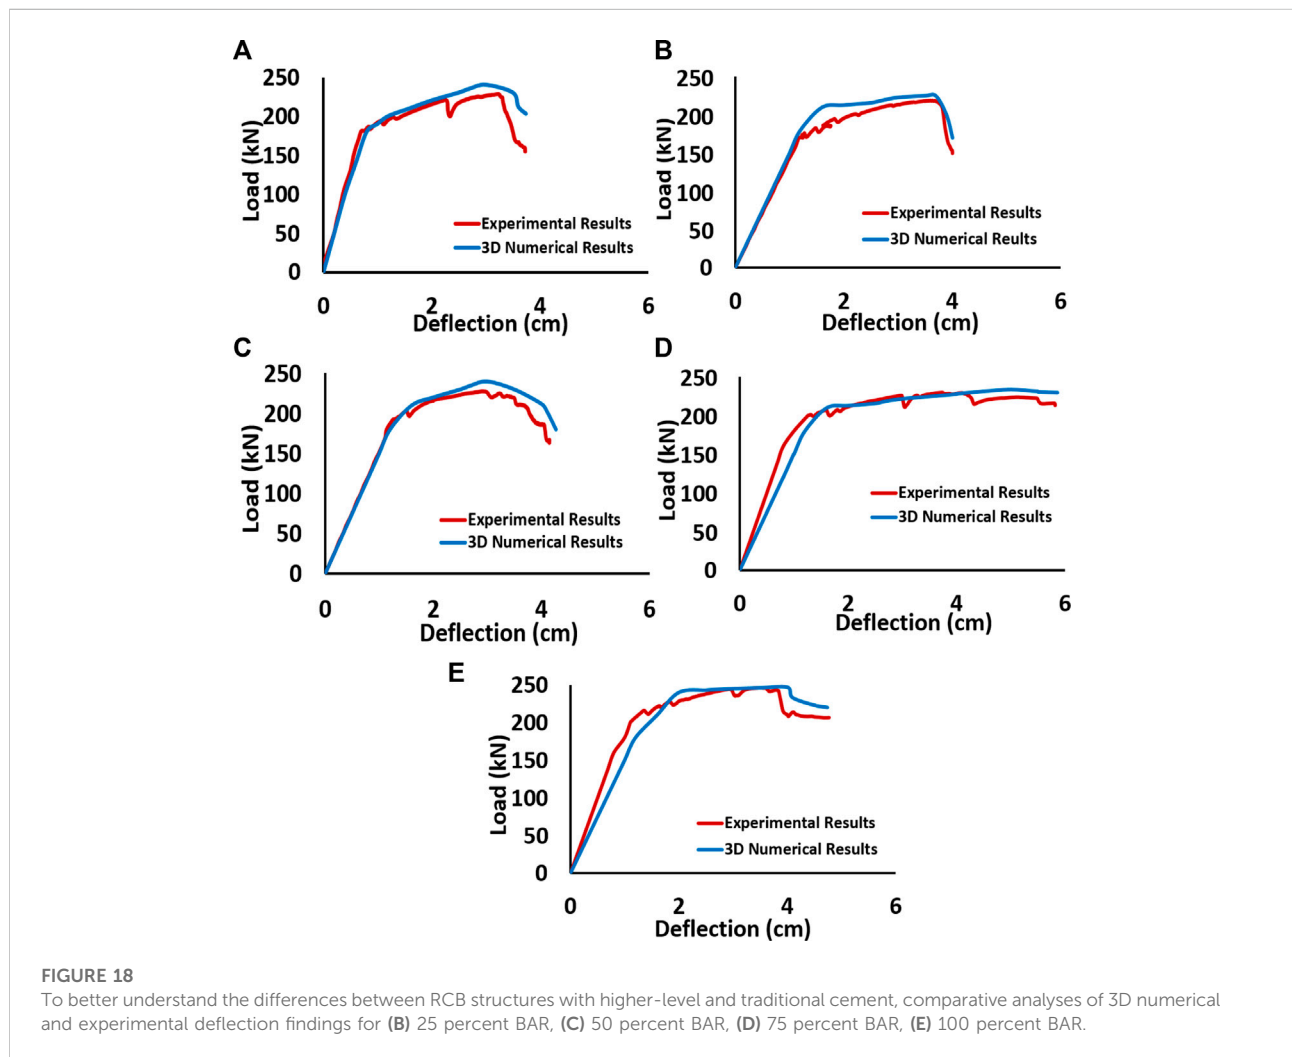 A
250
200
150
100
50
0
Load (kN)
Experimental Results
3D Numerical Results
0 2 4 6
Deflection (cm)
B
250
200
150
100
50
0
Load (kN)
Experimental Results
3D Numerical Reults
0 2 4 6
Deflection (cm)
C
250
200
150
100
50
0
Load (kN)
Experimental Results
3D Numerical Results
0 2 4 6
Deflection (cm)
D
250
200
150
100
50
0
Load (kN)
Experimental Results
3D Numerical Results
0 2 4 6
Deflection (cm)
E
250
200
150
100
50
0
Load (kN)
Experimental Results
3D Numerical Results
0 2 4 6
Deflection (cm)
FIGURE 18
To better understand the differences between RCB structures with higher-level and traditional cement, comparative analyses of 3D numerical
and experimental deflection findings for (B) 25 percent BAR, (C) 50 percent BAR, (D) 75 percent BAR, (E) 100 percent BAR.